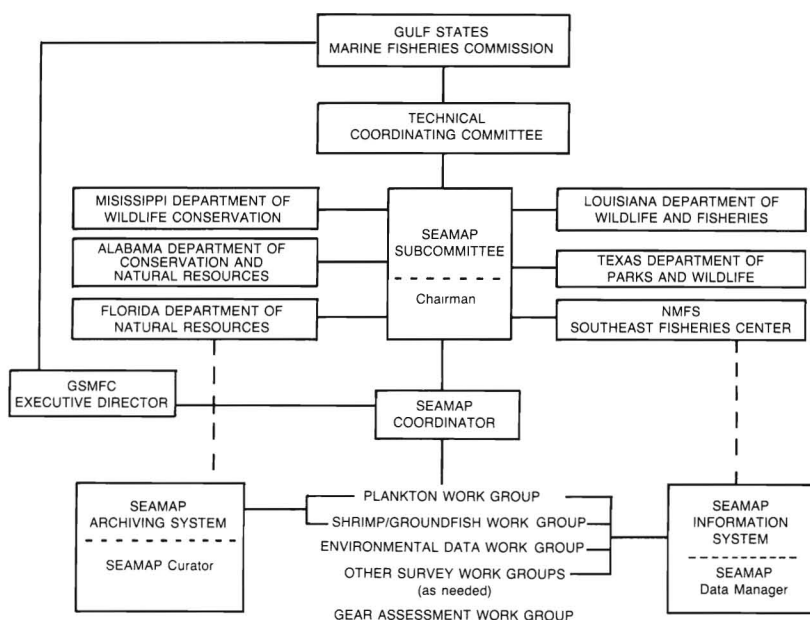 GULF STATES
MARINE FISHERIES COMMISSION
TECHNICAL
COORDINATING COMMITTEE
MISISSIPPI DEPARTMENT OF
WILDLIFE CONSERVATION
ALABAMA DEPARTMENT OF
CONSERVATION AND
NATURAL RESOURCES
FLORIDA DEPARTMENT OF
NATURAL RESOURCES
SEAMAP
SUBCOMMITTEE
Chairman
LOUISIANA DEPARTMENT OF
WILDLIFE AND FISHERIES
TEXAS DEPARTMENT OF
PARKS AND WILDLIFE
NMFS
SOUTHEAST FISHERIES CENTER
GSMFC
EXECUTIVE DIRECTOR
SEAMAP
COORDINATOR
SEAMAP
ARCHIVING SYSTEM
SEAMAP Curator
PLANKTON WORK GROUP
SHRIMP/GROUNDFISH WORK GROUP
ENVIRONMENTAL DATA WORK GROUP
OTHER SURVEY WORK GROUPS
(as needed)
GEAR ASSESSMENT WORK GROUP
SEAMAP
INFORMATION
SYSTEM
SEAMAP
Data Manager